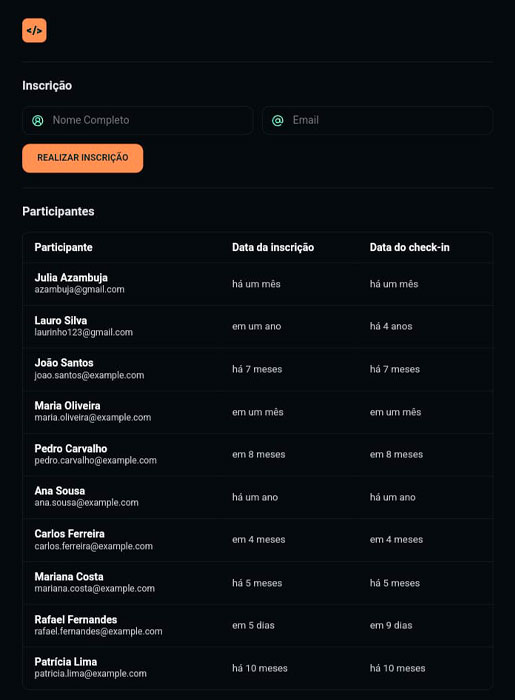 </>
Inscrição
Nome Completo Email
REALIZAR INSCRIÇÃO
Participantes
Participante Data da inscrição Data do check-in
Julia Azambuja
azambuja@gmail.com
há um mês há um mês
Lauro Silva
laurinho123@gmail.com
em um ano há 4 anos
João Santos
joao.santos@example.com
há 7 meses há 7 meses
Maria Oliveira
maria.oliveira@example.com
em um mês em um mês
Pedro Carvalho
pedro.carvalho@example.com
em 8 meses em 8 meses
Ana Sousa
ana.sousa@example.com
há um ano há um ano
Carlos Ferreira
carlos.ferreira@example.com
em 4 meses em 4 meses
Mariana Costa
mariana.costa@example.com
há 5 meses há 5 meses
Rafael Fernandes
rafael.fernandes@example.com
em 5 dias em 9 dias
Patrícia Lima
patricia.lima@example.com
há 10 meses há 10 meses